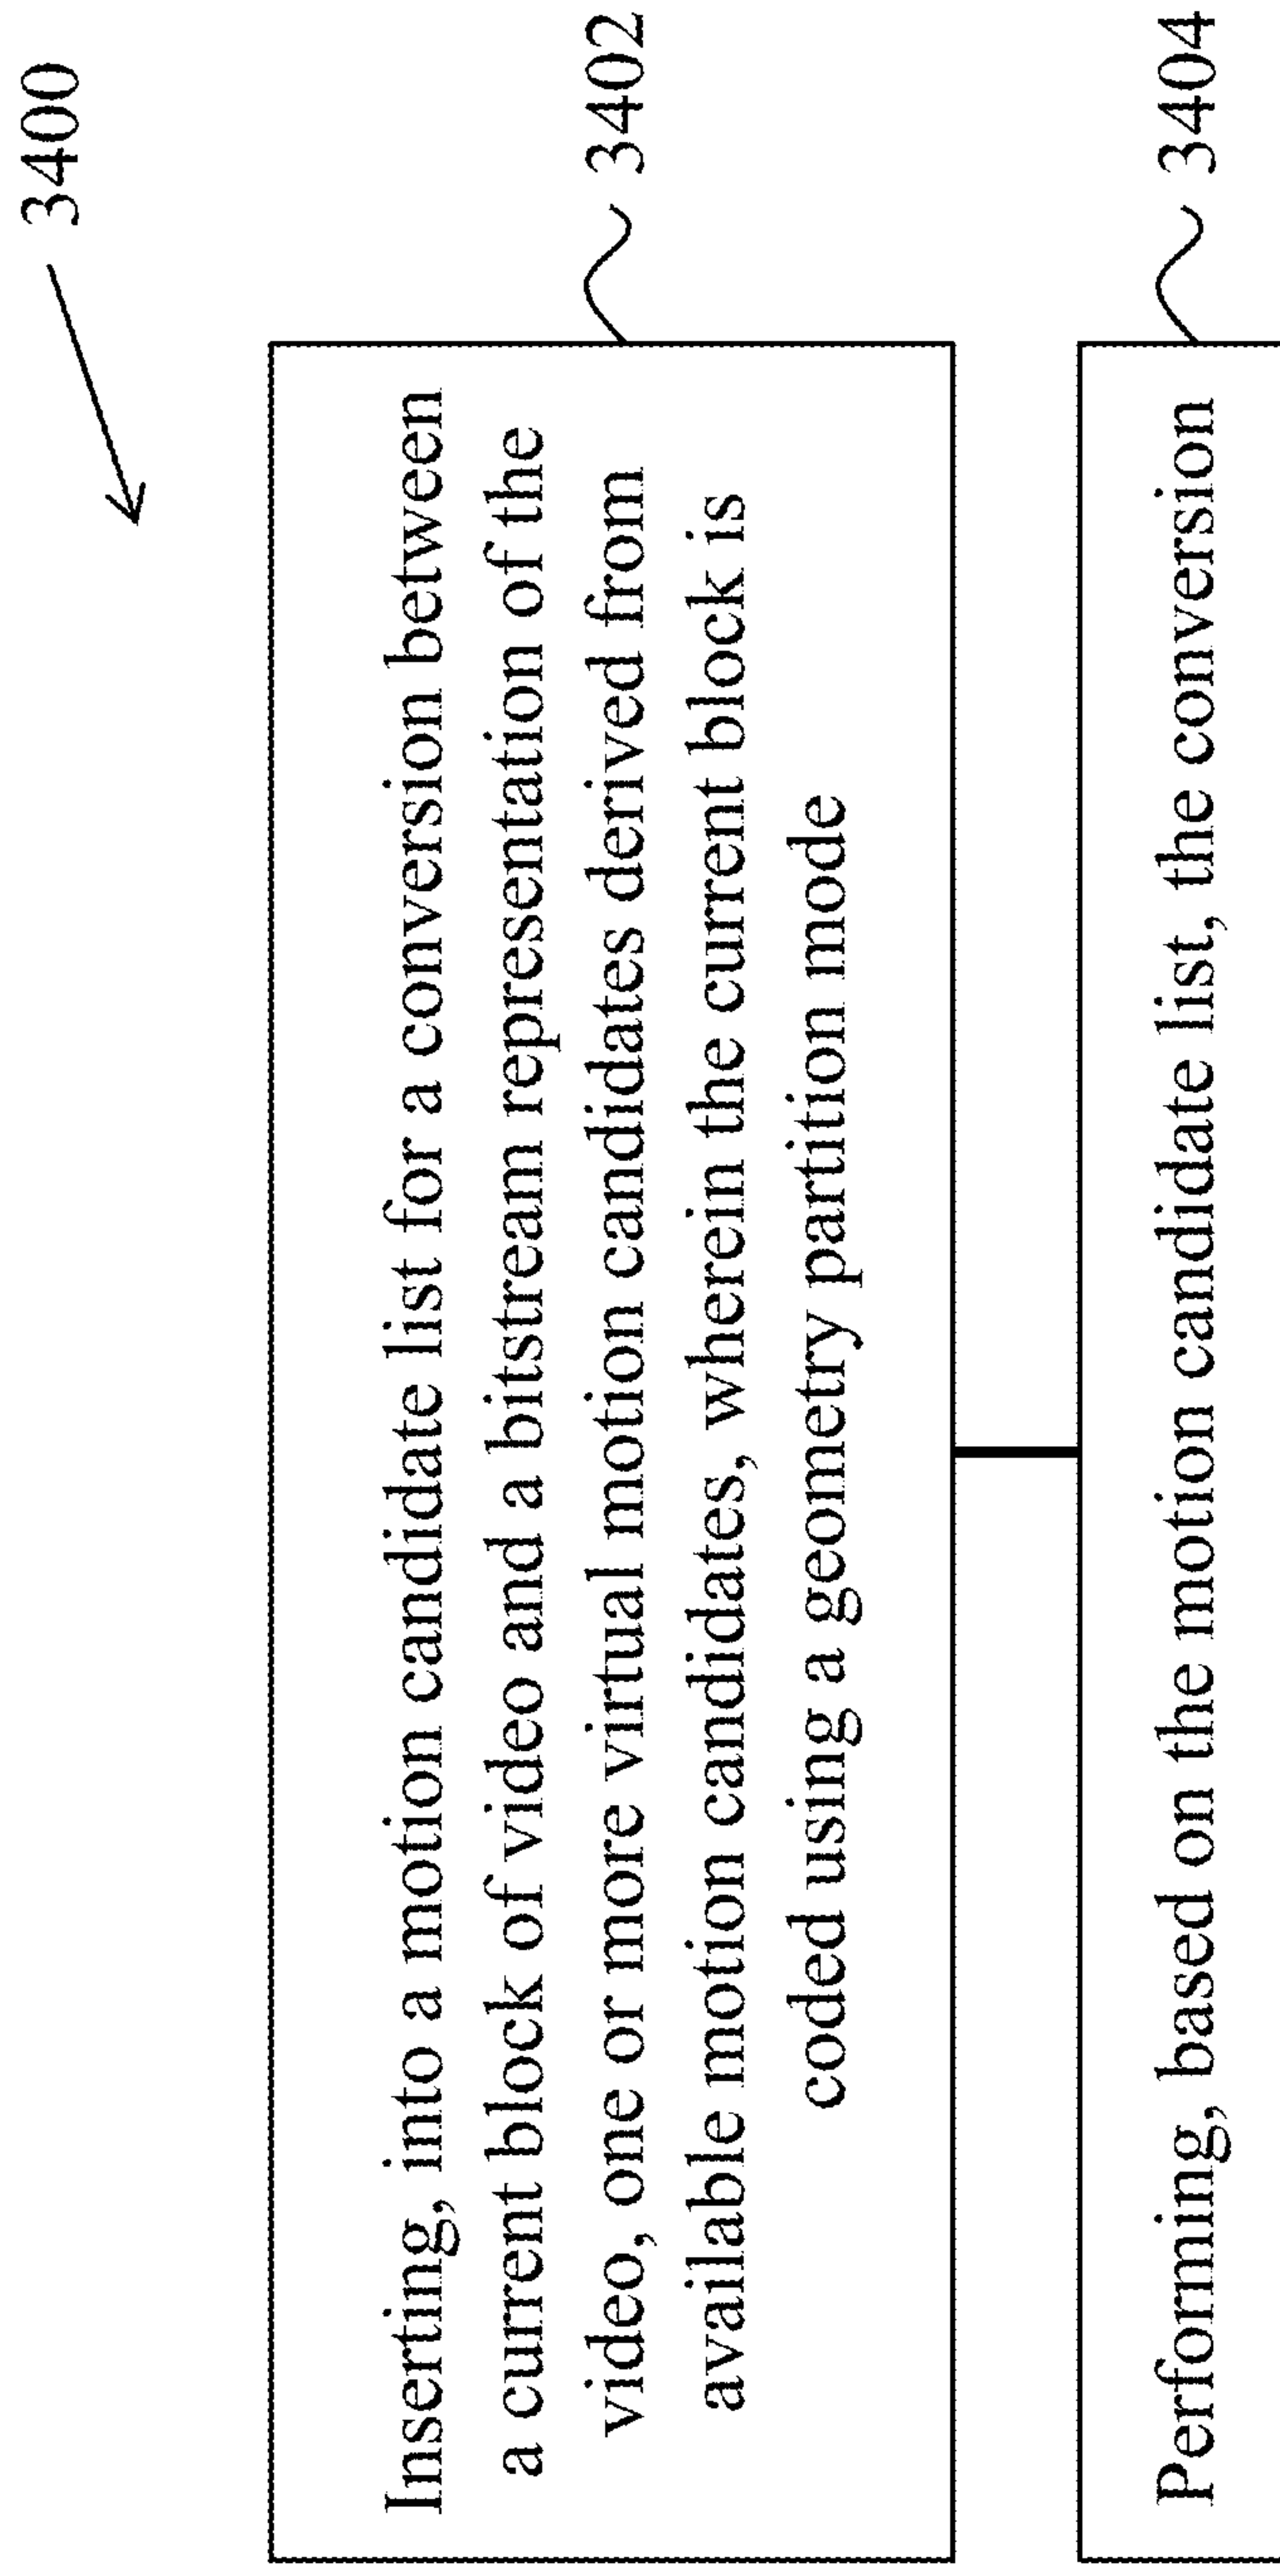 3400
Inserting, into a motion candidate list for a conversion between
a current block of video and a bitstream representation of the
video, one or more virtual motion candidates derived from
available motion candidates, wherein the current block is
coded using a geometry partition mode
3402
Performing, based on the motion candidate list, the conversion
3404